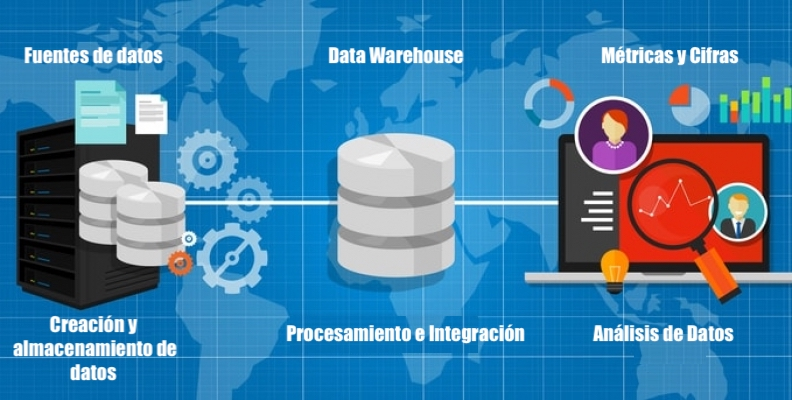 Fuentes de datos
Data Warehouse
Métricas y Cifras
Creación y
almacenamiento de
datos
Procesamiento e Integración
Análisis de Datos